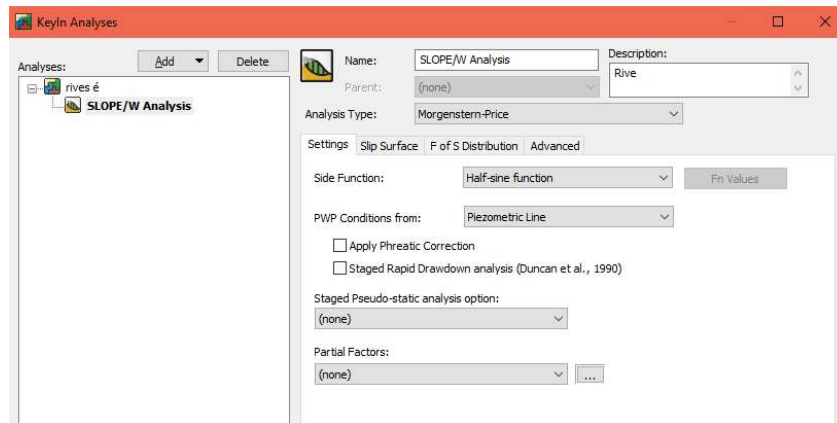 KeyIn Analyses
Analyses:
Add
Delete
rives é
SLOPE/W Analysis
Name:
SLOPE/W Analysis
Description:
Rive
Parent:
(none)
Analysis Type:
Morgenstern-Price
Settings
Slip Surface
F of S Distribution
Advanced
Side Function:
Half-sine function
Fn Values
PWP Conditions from:
Piezometric Line
Apply Phreatic Correction
Staged Rapid Drawdown analysis (Duncan et al., 1990)
Staged Pseudo-static analysis option:
(none)
Partial Factors:
(none)
...